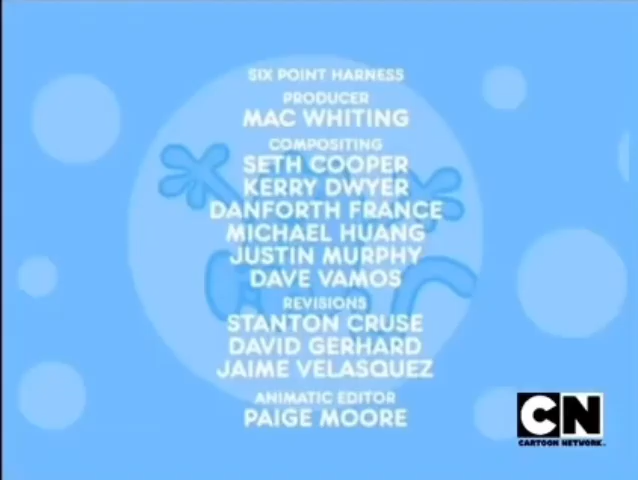 SIX POINT HARNESS
PRODUCER
MAC WHITING
COMPOSITING
SETH COOPER
KERRY DWYER
DANFORTH FRANCE
MICHAEL HUANG
JUSTIN MURPHY
DAVE VAMOS
REVISIONS
STANTON CRUSE
DAVID GERHARD
JAIME VELASQUEZ
ANIMATIC EDITOR
PAIGE MOORE
CN
CARTOON NETWORK.